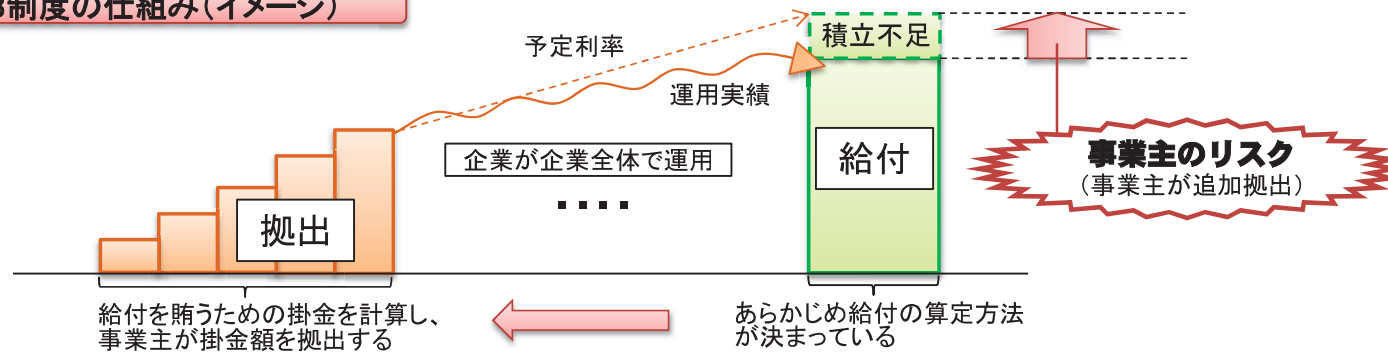 制度の仕組み(イメージ)
予定利率
積立不足
運用実績
企業が企業全体で運用
給付
事業主のリスク
(事業主が追加拠出)
拠出
給付を賄うための掛金を計算し、
事業主が掛金額を拠出する
あらかじめ給付の算定方法
が決まっている